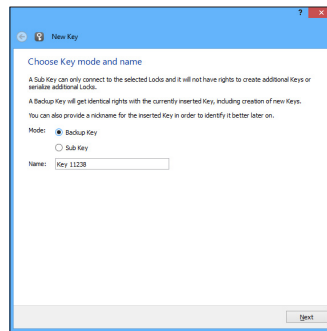 ?
New Key
Choose Key mode and name
A Sub Key can only connect to the selected Locks and it will not have rights to create additional Keys or
serialize additional Locks.
A Backup Key will get identical rights with the currently inserted Key, including creation of new Keys.
You can also provide a nickname for the inserted Key in order to identify it better later on.
Mode: Backup Key
Sub Key
Name: Key 11238
Next